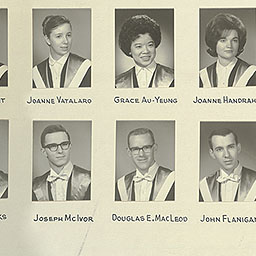 Joanne Vatalaro
Grace Au-Yeung
Joanne Handrah
Joseph McIvor
Douglas E. MacLeod
John Flanigan